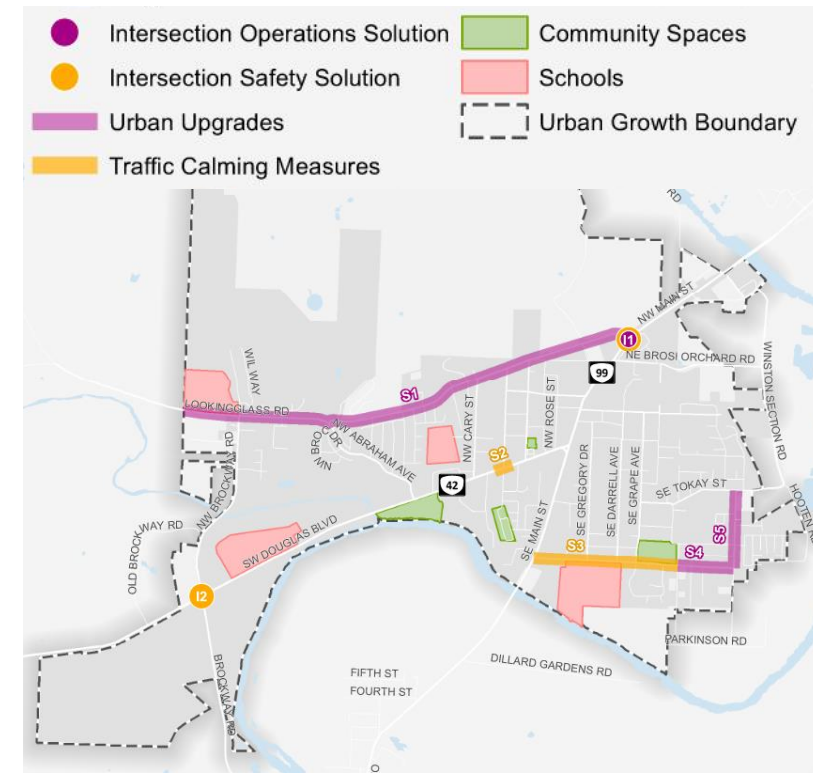 Intersection Operations Solution
Community Spaces
Intersection Safety Solution
Schools
Urban Upgrades
Urban Growth Boundary
Traffic Calming Measures
RD
NW MAIN ST
I1
NE BROSI ORCHARD RD
99
WINSTON SECTION RD
WIL WAY
S1
LOOKINGGLASS RD
NW CARY ST
NW ROSE ST
NW ABRAHAM AVE
NW BROCKWAY RD
S2
42
SE GREGORY DR
SE DARRELL AVE
SE GRAPE AVE
SE TOKAY ST
SE MAIN ST
OLD BROCKWAY RD
SW DOUGLAS BLVD
S3
S4
S5
I2
BROCKWAY RD
PARKINSON RD
DILLARD GARDENS RD
FIFTH ST
FOURTH ST